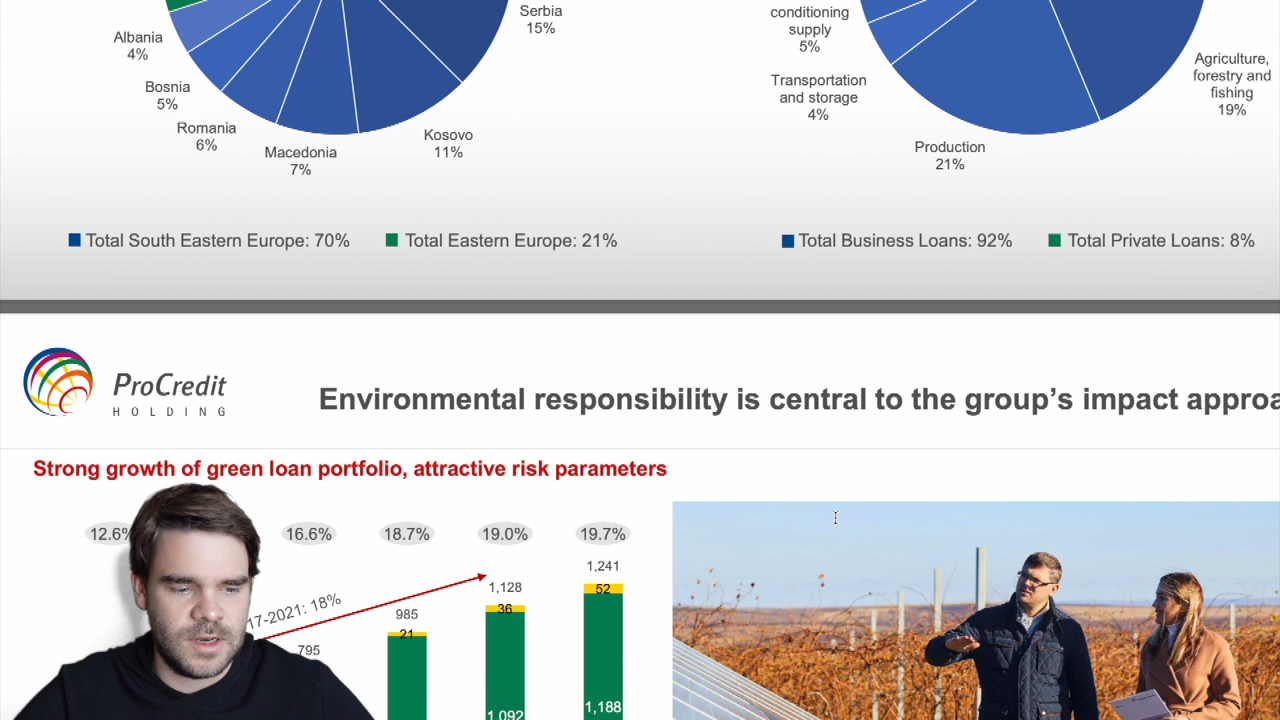 Serbia
15%
Albania
4%
Bosnia
5%
Romania
6%
Macedonia
7%
Kosovo
11%
conditioning
supply
5%
Transportation
and storage
4%
Production
21%
Agriculture,
forestry and
fishing
19%
Total South Eastern Europe: 70%
Total Eastern Europe: 21%
Total Business Loans: 92%
Total Private Loans: 8%
ProCredit
HOLDING
Environmental responsibility is central to the group's impact approa
Strong growth of green loan portfolio, attractive risk parameters
12.6%
16.6%
18.7%
19.0%
19.7%
17-2021: 18%
795
985
21
1,128
36
1,092
1,241
52
1,188